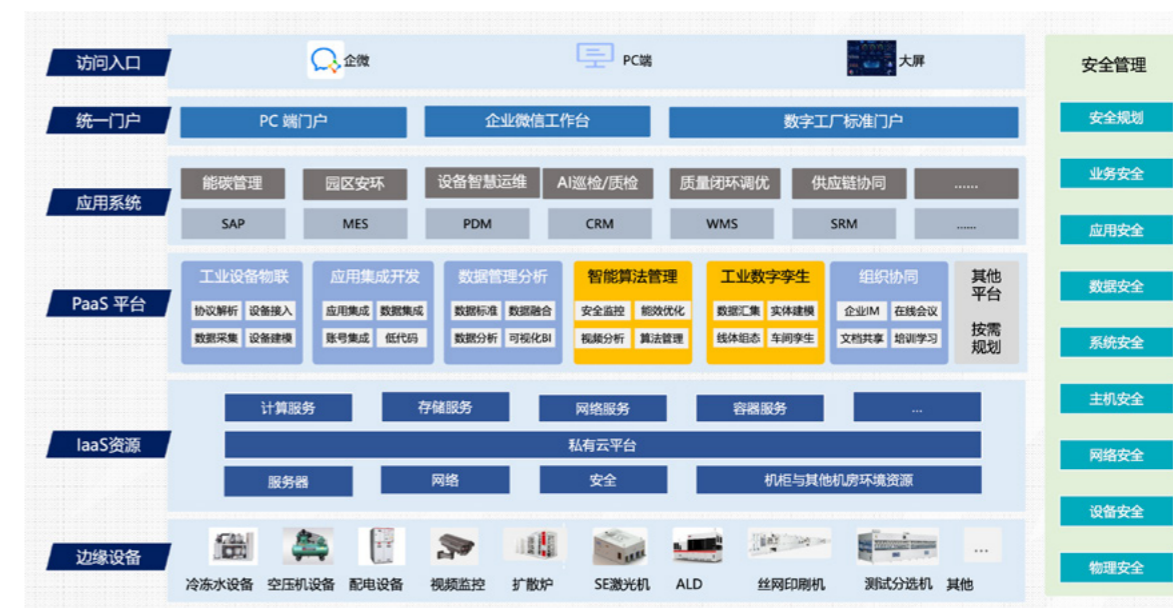 访问入口
企微
PC端
大屏
统一门户
PC 端门户
企业微信工作台
数字工厂标准门户
应用系统
能碳管理
园区安环
设备智慧运维
AI巡检/质检
质量闭环调优
供应链协同
......
SAP
MES
PDM
CRM
WMS
SRM
......
PaaS 平台
工业设备物联
协议解析 设备接入
数据采集 设备建模
应用集成开发
应用集成 数据集成
账号集成 低代码
数据管理分析
数据标准 数据融合
数据分析 可视化BI
智能算法管理
安全监控 能效优化
视频分析 算法管理
工业数字孪生
数据汇集 实体建模
线体组态 车间孪生
组织协同
企业IM 在线会议
文档共享 培训学习
其他
平台
按需
规划
IaaS资源
计算服务
存储服务
网络服务
容器服务
...
私有云平台
服务器
网络
安全
机柜与其他机房环境资源
边缘设备
...
冷冻水设备
空压机设备
配电设备
视频监控
扩散炉
SE激光机
ALD
丝网印刷机
测试分选机
其他
安全管理
安全规划
业务安全
应用安全
数据安全
系统安全
主机安全
网络安全
设备安全
物理安全